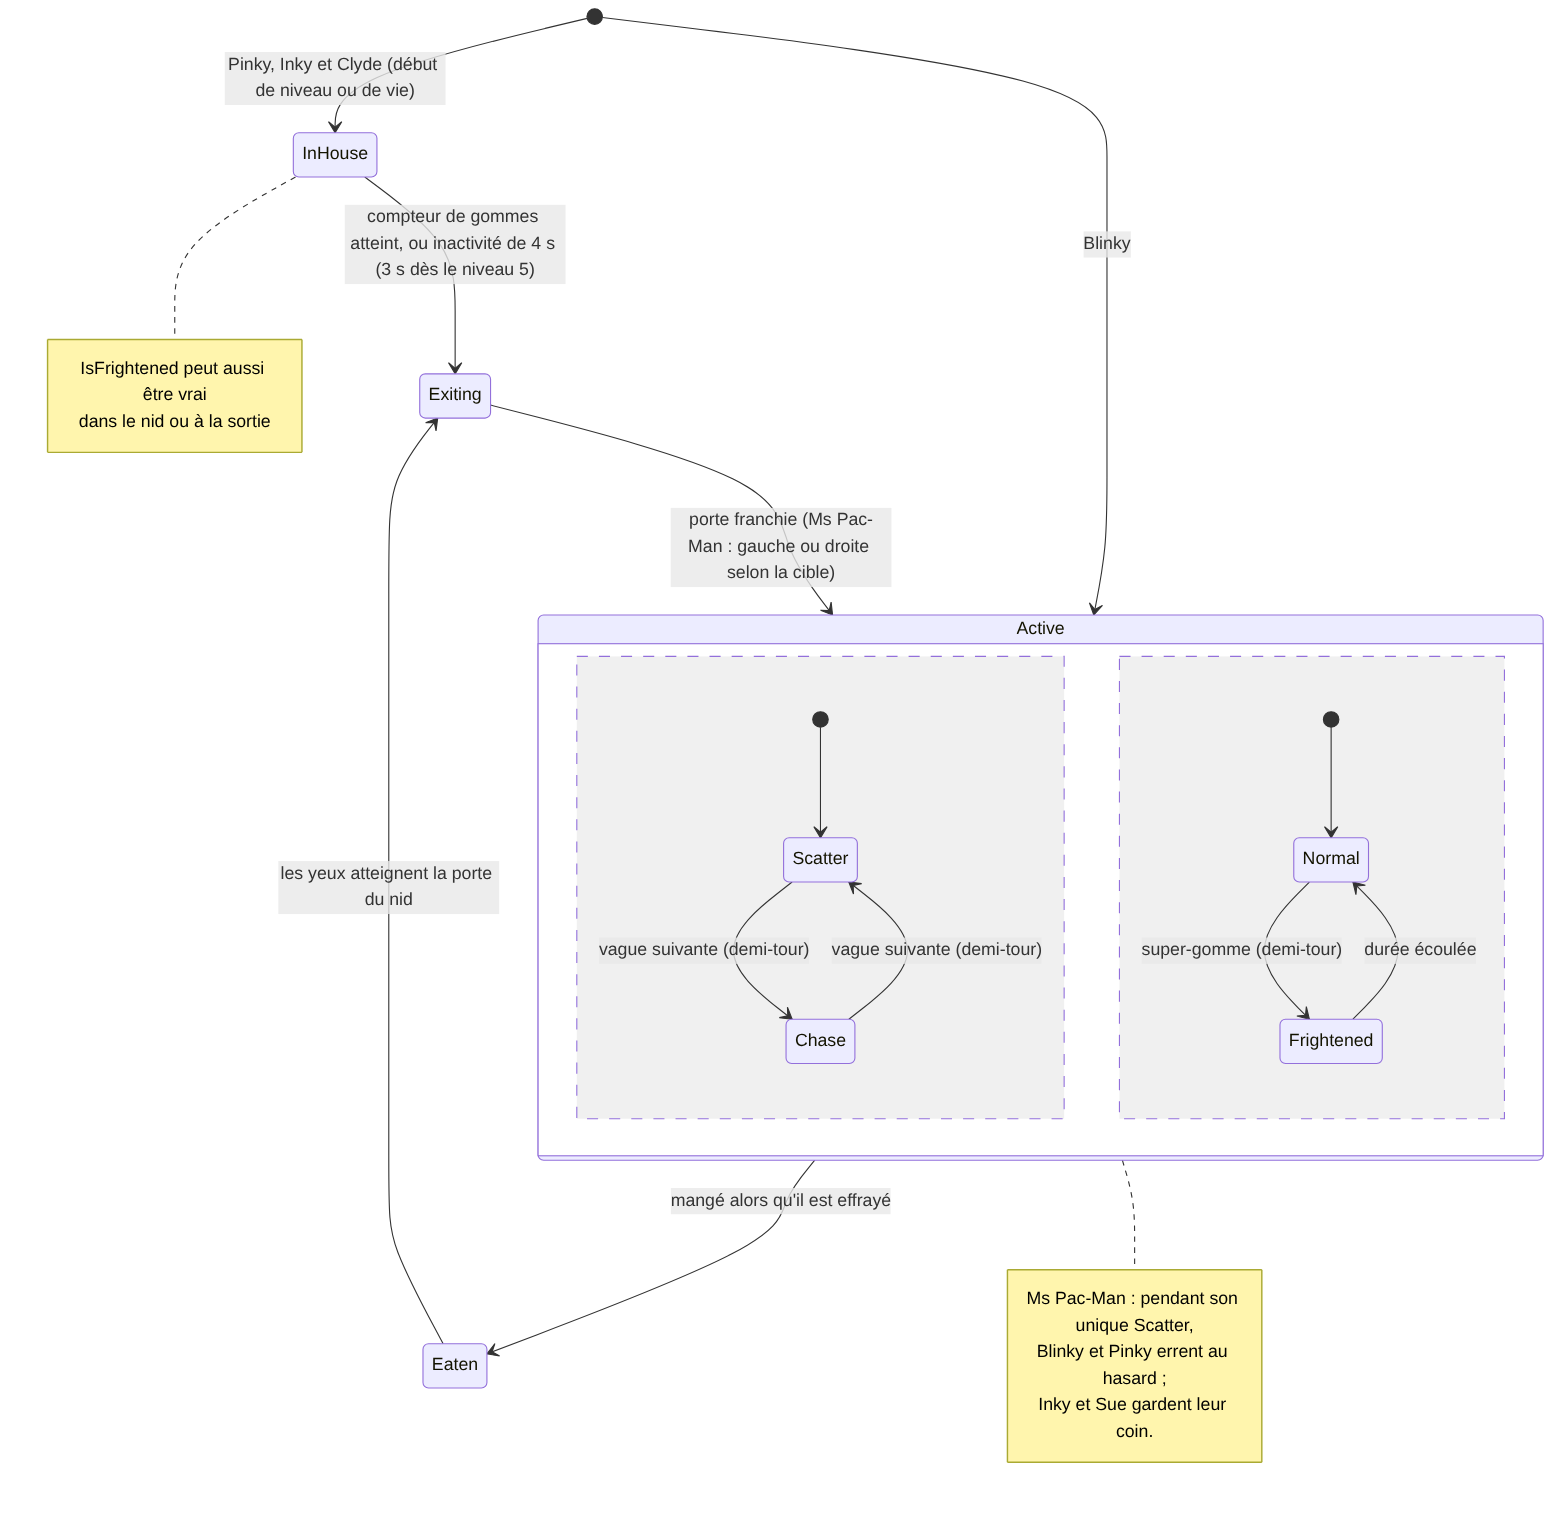 Pinky, Inky et Clyde (début
de niveau ou de vie)
InHouse
compteur de gommes
atteint, ou inactivité de 4 s
(3 s dès le niveau 5)
Blinky
IsFrightened peut aussi
être vrai
dans le nid ou à la sortie
Exiting
porte franchie (Ms Pac-
Man : gauche ou droite
selon la cible)
Active
Scatter
Normal
les yeux atteignent la porte
du nid
vague suivante (demi-tour)
vague suivante (demi-tour)
super-gomme (demi-tour)
durée écoulée
Chase
Frightened
mangé alors qu'il est effrayé
Eaten
Ms Pac-Man : pendant son
unique Scatter,
Blinky et Pinky errent au
hasard ;
Inky et Sue gardent leur
coin.